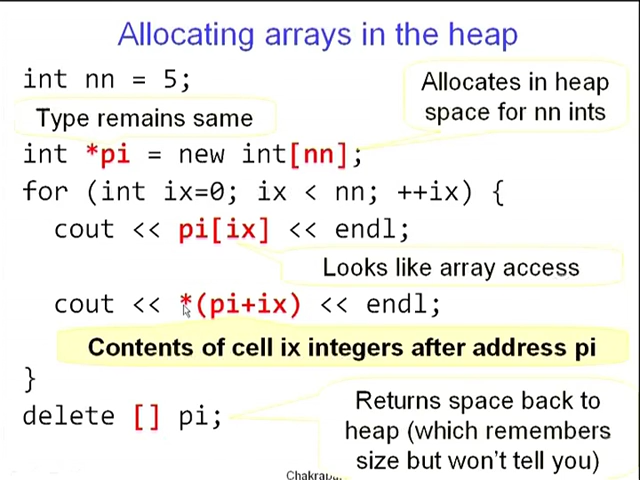 Allocating arrays in the heap
int nn = 5;
Allocates in heap
space for nn ints
Type remains same
int *pi = new int[nn];
for (int ix=0; ix < nn; ++ix) {
cout << pi[ix] << endl;
Looks like array access
cout << *(pi+ix) << endl;
Contents of cell ix integers after address pi
}
delete [] pi;
Returns space back to
heap (which remembers
size but won't tell you)